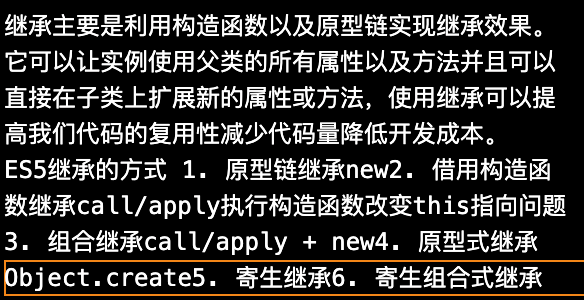 继承主要是利用构造函数以及原型链实现继承效果。
它可以让实例使用父类的所有属性以及方法并且可以
直接在子类上扩展新的属性或方法，使用继承可以提
高我们代码的复用性减少代码量降低开发成本。
ES5继承的方式 1. 原型链继承new2. 借用构造函
数继承call/apply执行构造函数改变this指向问题
3. 组合继承call/apply + new4. 原型式继承
Object.create5. 寄生继承6. 寄生组合式继承